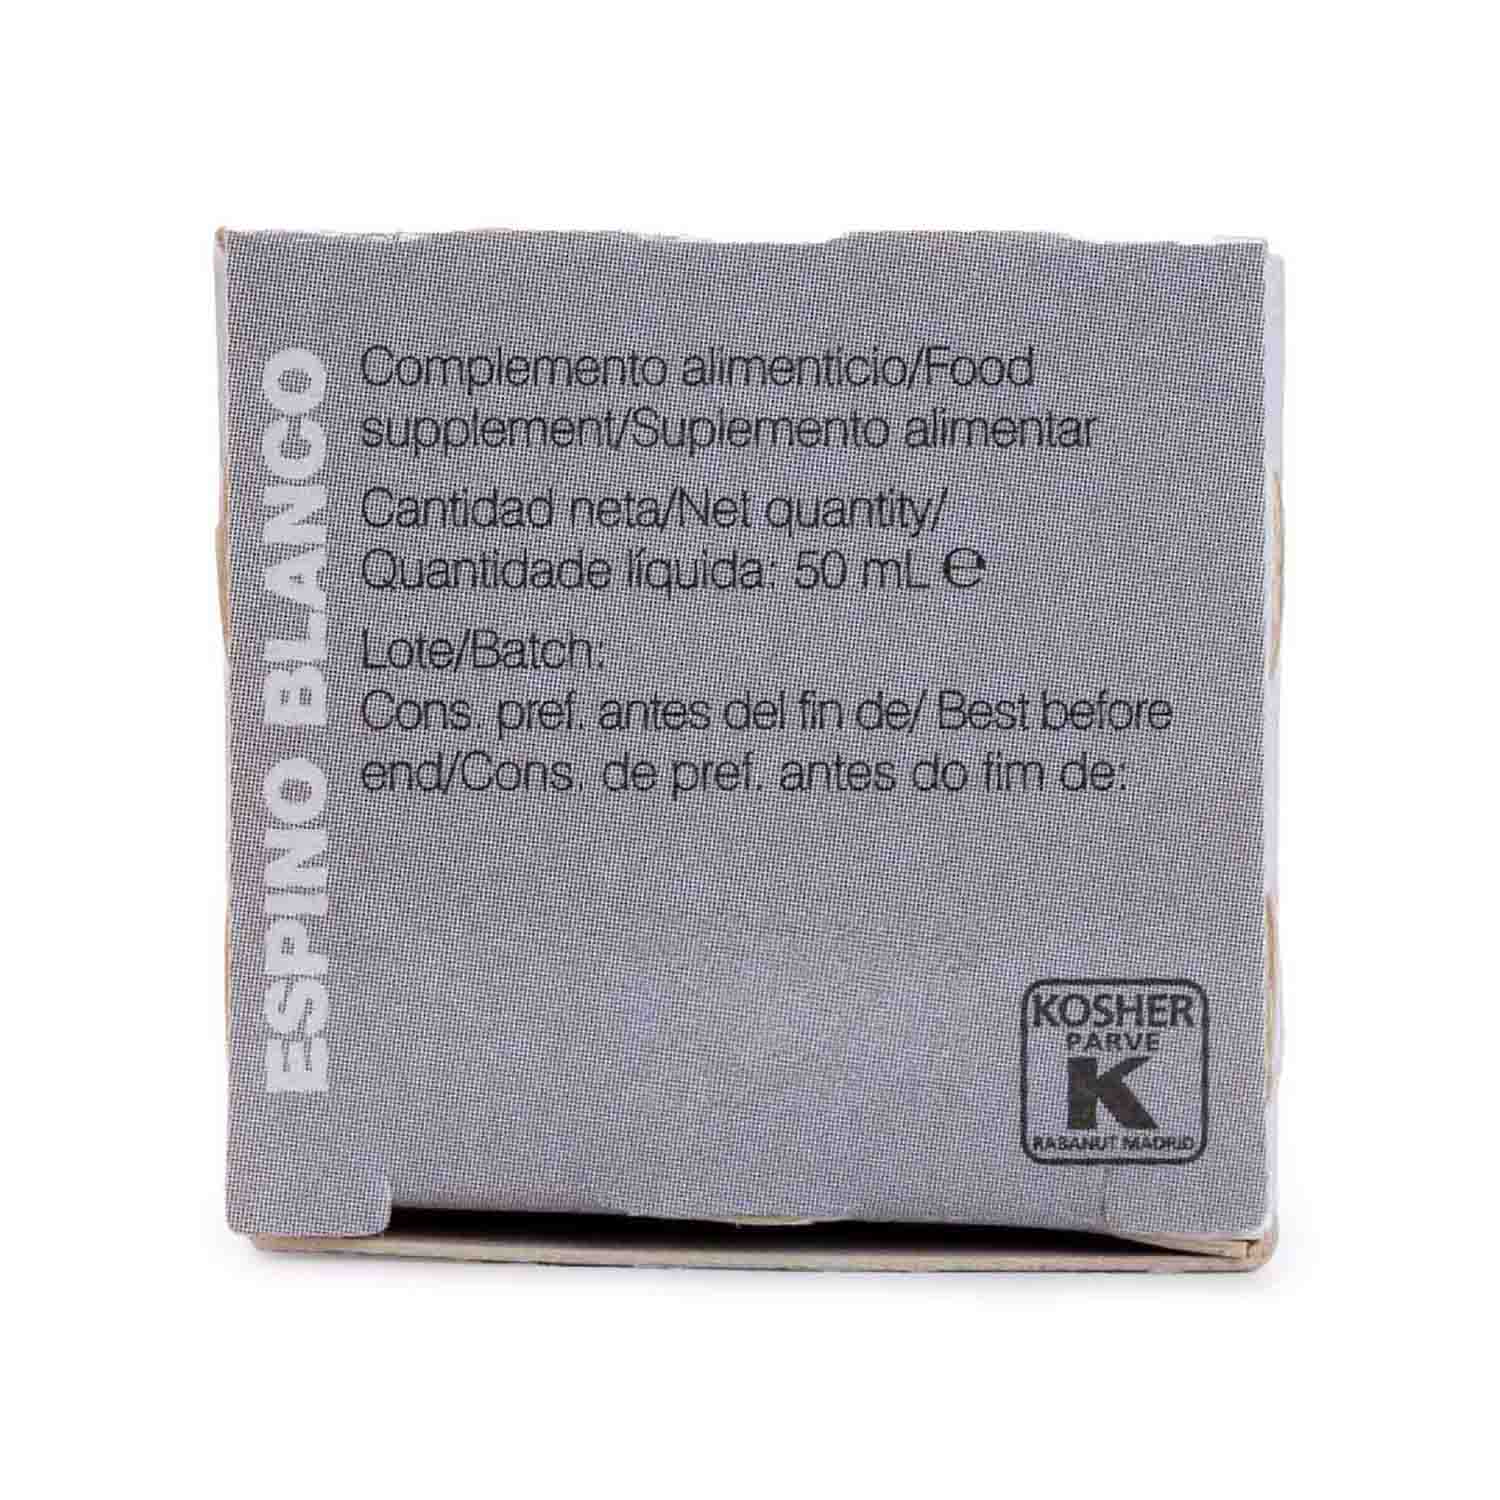 ESPINO BLANCO
Complemento alimenticio/Food
supplement/Suplemento alimentar
Cantidad neta/Net quantity/
Quantidade líquida: 50 mL ℮
Lote/Batch:
Cons. pref. antes del fin de/ Best before
end/Cons. de pref. antes do fim de:
KOSHER
PARVE
K
RABANUT MADRID